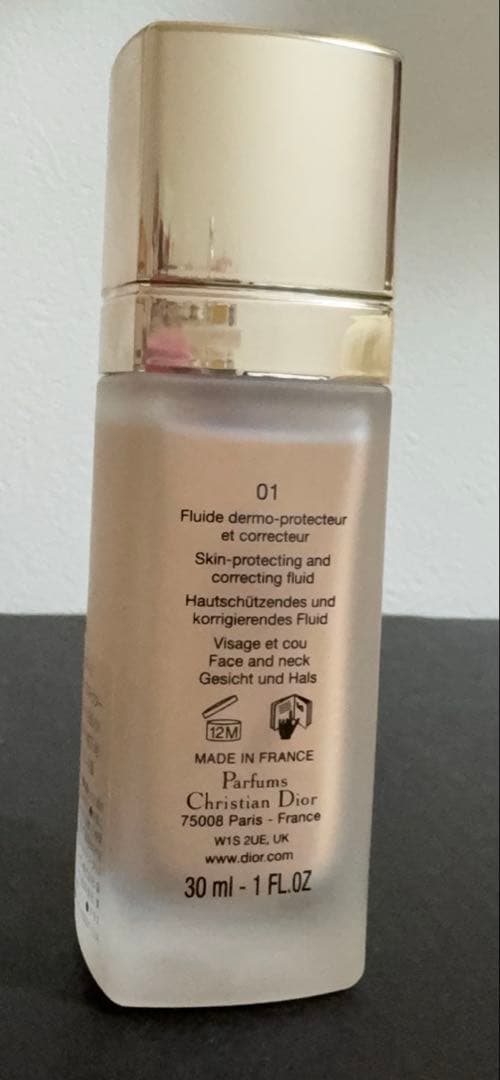 01
Fluide dermo-protecteur
et correcteur
Skin-protecting and
correcting fluid
Hautschützendes und
korrigierendes Fluid
Visage et cou
Face and neck
Gesicht und Hals
12M
MADE IN FRANCE
Parfums
Christian Dior
75008 Paris - France
W1S 2UE, UK
www.dior.com
30 ml - 1 FL.OZ